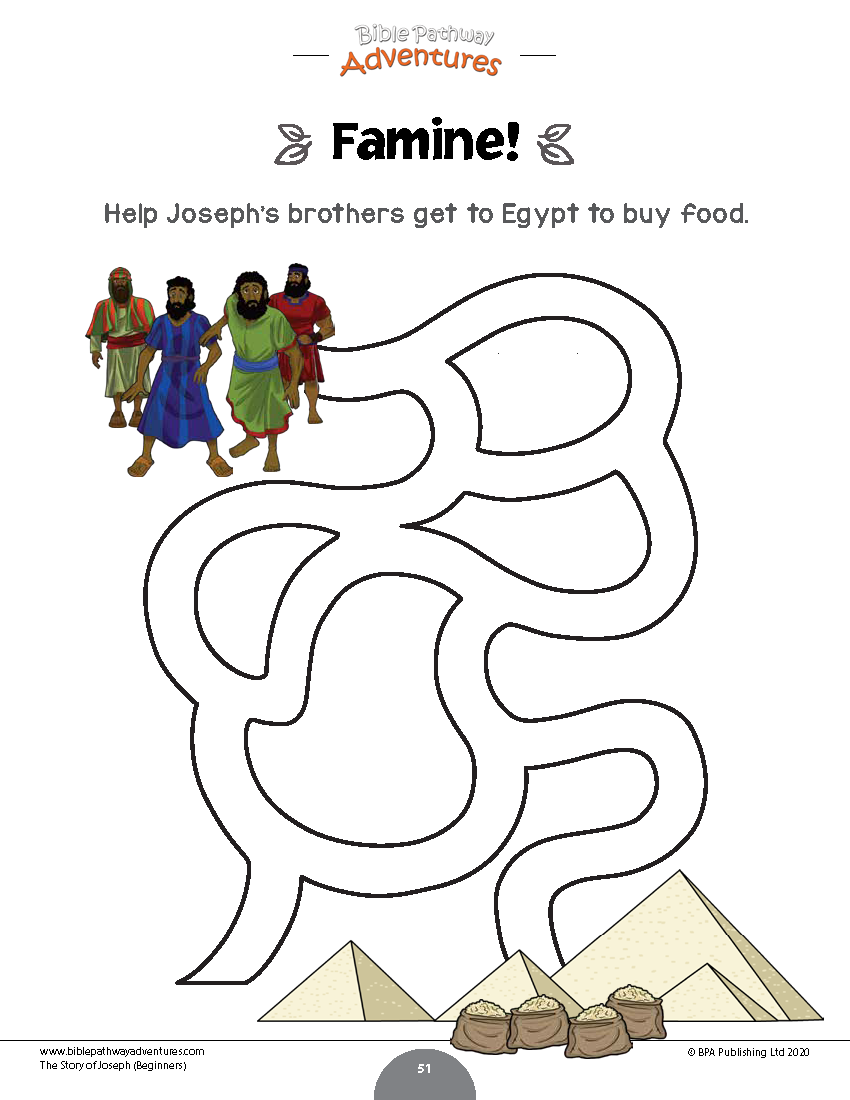 Bible Pathway
Adventures
Famine!
Help Joseph's brothers get to Egypt to buy food.
www.biblepathwayadventures.com
The Story of Joseph (Beginners)
51
© BPA Publishing Ltd 2020